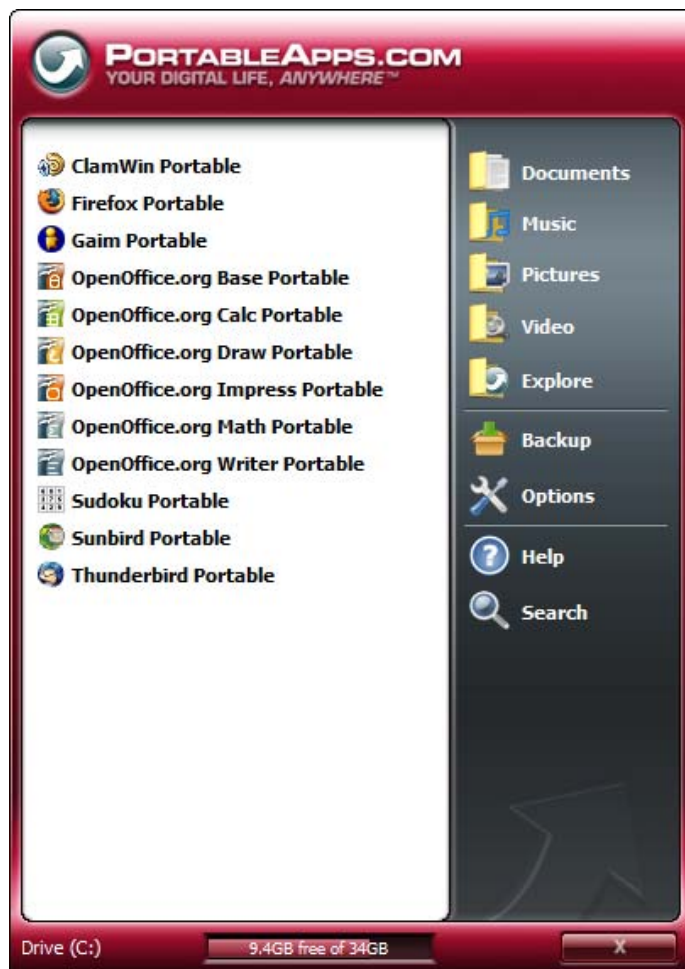 PORTABLEAPPS.COM
YOUR DIGITAL LIFE, ANYWHERE™
ClamWin Portable
Firefox Portable
Gaim Portable
OpenOffice.org Base Portable
OpenOffice.org Calc Portable
OpenOffice.org Draw Portable
OpenOffice.org Impress Portable
OpenOffice.org Math Portable
OpenOffice.org Writer Portable
Sudoku Portable
Sunbird Portable
Thunderbird Portable
Documents
Music
Pictures
Video
Explore
Backup
Options
Help
Search
Drive (C:)
9.4GB free of 34GB
X